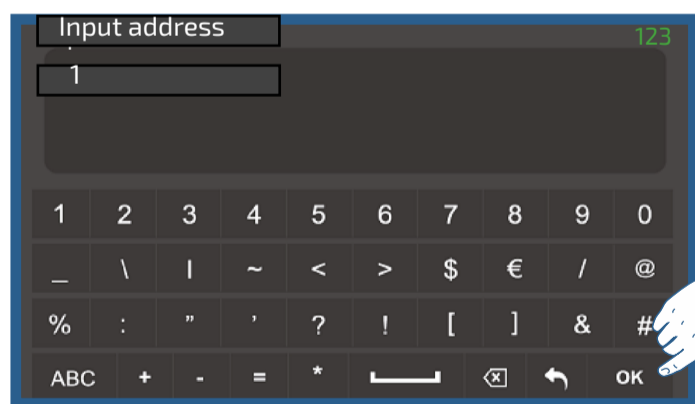 Input address
123
1
1 2 3 4 5 6 7 8 9 0
_ \ | ~ < > $ € / @
% : " ' ? ! [ ] & #
ABC + - = * OK